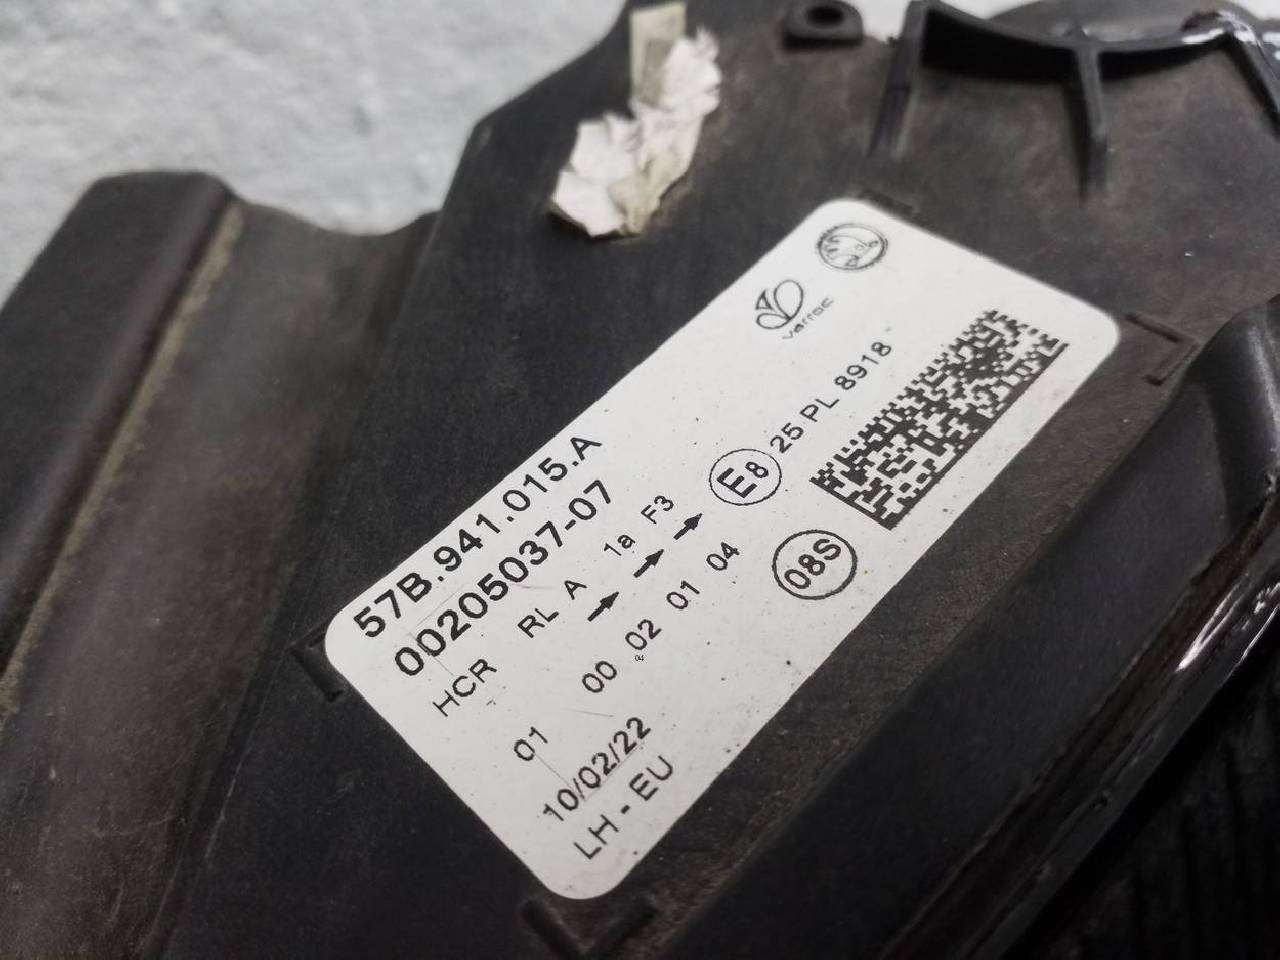 varroc
57B.941.015.A
00205037-07
HCR RL A 1a F3
E8 25 PL 8918
01 00 02 01 04
08S
10/02/22
LH - EU